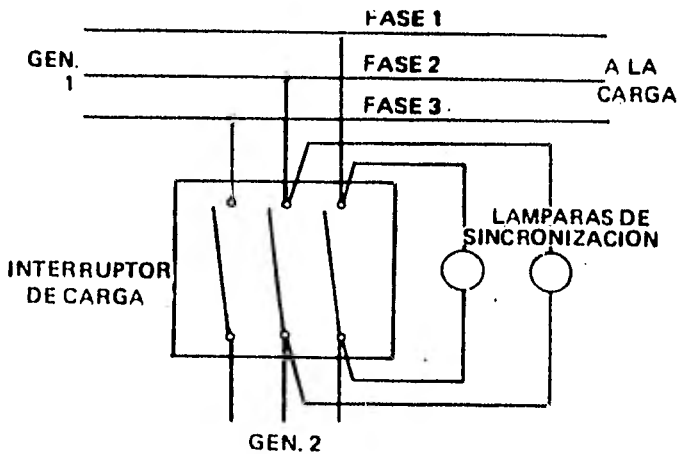 FASE 1
GEN.
1
FASE 2
A LA
CARGA
FASE 3
LAMPARAS DE
SINCRONIZACION
INTERRUPTOR
DE CARGA
GEN. 2